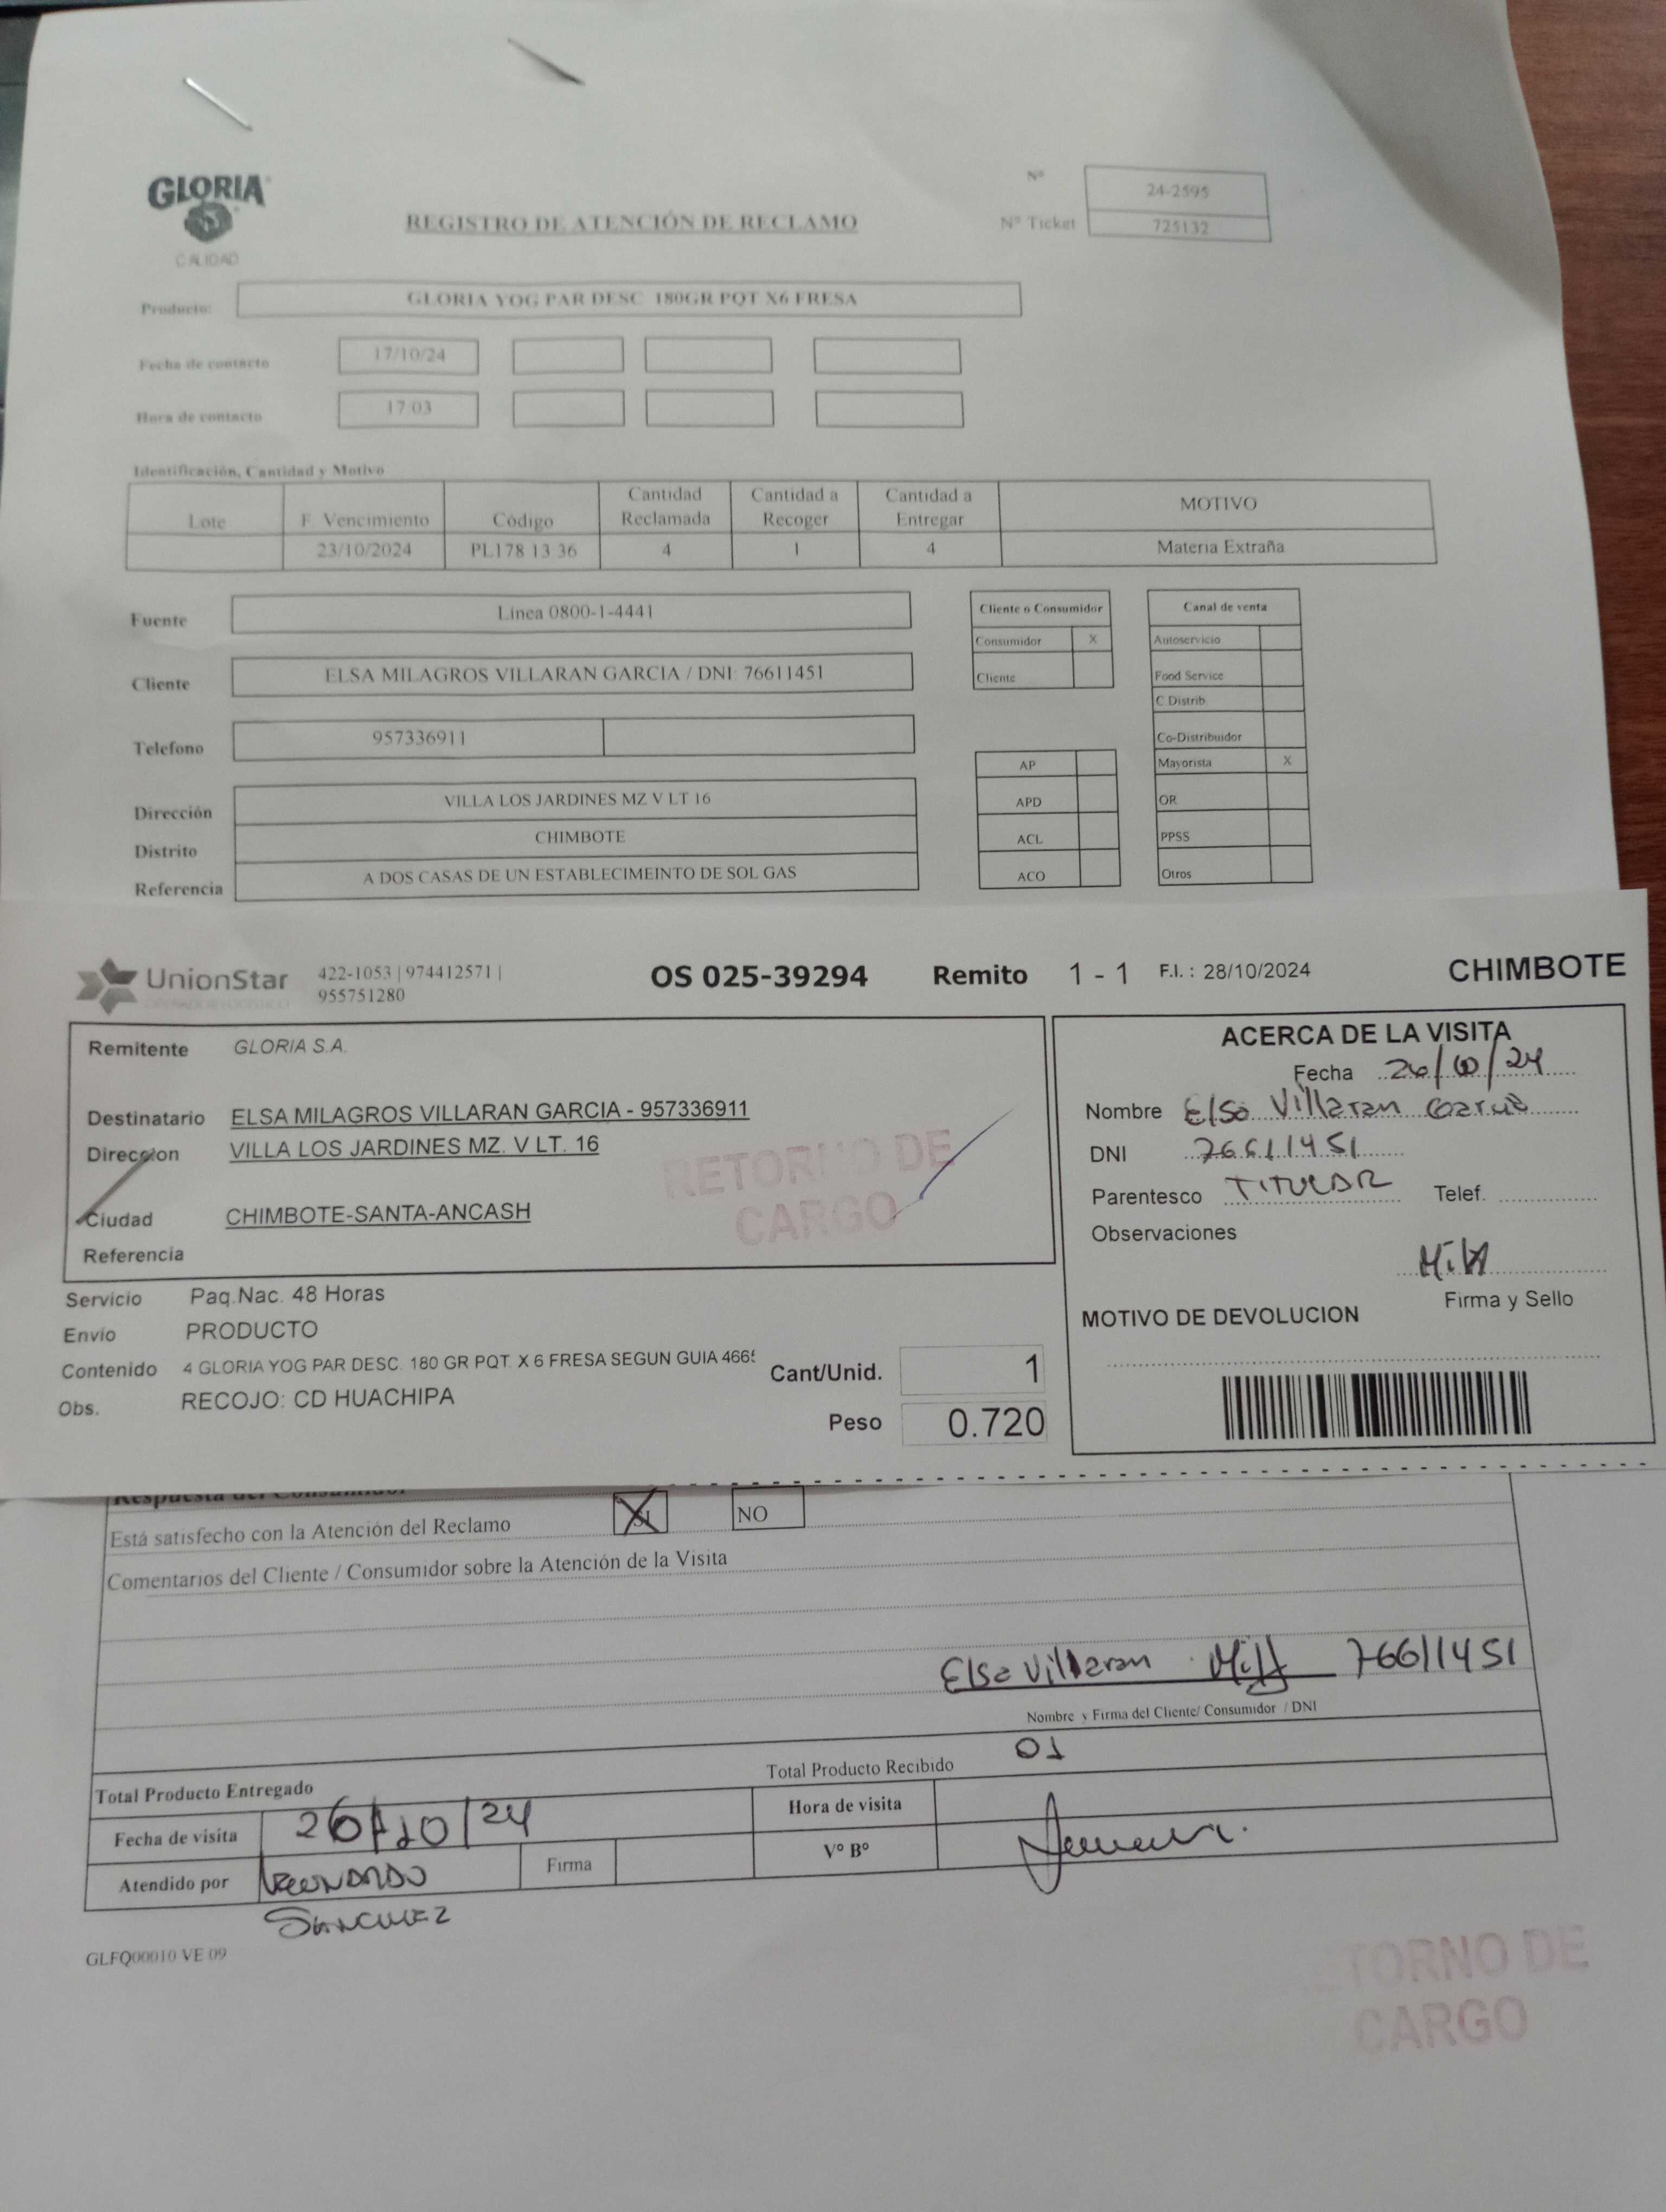 GLORIA
CALIDAD
REGISTRO DE ATENCIÓN DE RECLAMO
Nº 24-2595
Nº Ticket 725132
Producto: GLORIA YOG PAR DESC 180GR PQT X6 FRESA
Fecha de contacto 17/10/24
Hora de contacto 17 03
Identificación, Cantidad y Motivo
Lote F. Vencimiento Código Cantidad Reclamada Cantidad a Recoger Cantidad a Entregar MOTIVO
23/10/2024 PL178 13 36 4 1 4 Materia Extraña
Fuente Línea 0800-1-4441
Cliente ELSA MILAGROS VILLARAN GARCIA / DNI: 76611451
Telefono 957336911
Dirección VILLA LOS JARDINES MZ V LT 16
Distrito CHIMBOTE
Referencia A DOS CASAS DE UN ESTABLECIMEINTO DE SOL GAS
Cliente o Consumidor
Consumidor X
Cliente
AP
APD
ACL
ACO
Canal de venta
Autoservicio
Food Service
C Distrib
Co-Distribuidor
Mayorista X
OR
PPSS
Otros
UnionStar 422-1053 | 974412571 |
955751280
OS 025-39294 Remito 1 - 1 F.I. : 28/10/2024 CHIMBOTE
Remitente GLORIA S.A.
Destinatario ELSA MILAGROS VILLARAN GARCIA - 957336911
Direccion VILLA LOS JARDINES MZ. V LT. 16
Ciudad CHIMBOTE-SANTA-ANCASH
Referencia
RETORNO DE
CARGO
Servicio Paq.Nac. 48 Horas
Envío PRODUCTO
Contenido 4 GLORIA YOG PAR DESC. 180 GR PQT. X 6 FRESA SEGUN GUIA
Obs. RECOJO: CD HUACHIPA
Cant/Unid. 1
Peso 0.720
ACERCA DE LA VISITA
Fecha 26/10/24
Nombre Elsa Villaran Garcia
DNI 76611451
Parentesco TITULAR Telef.
Observaciones
Firma y Sello
MOTIVO DE DEVOLUCION
Respuesta del Consumidor
Está satisfecho con la Atención del Reclamo SI NO
Comentarios del Cliente / Consumidor sobre la Atención de la Visita
Elsa Villaran 76611451
Nombre y Firma del Cliente/ Consumidor / DNI
Total Producto Entregado Total Producto Recibido 01
Fecha de visita 26/10/24 Hora de visita
Atendido por Leonardo Sanchez Firma Vº Bº
GLFQ00010 VE 09
TORNO DE
CARGO